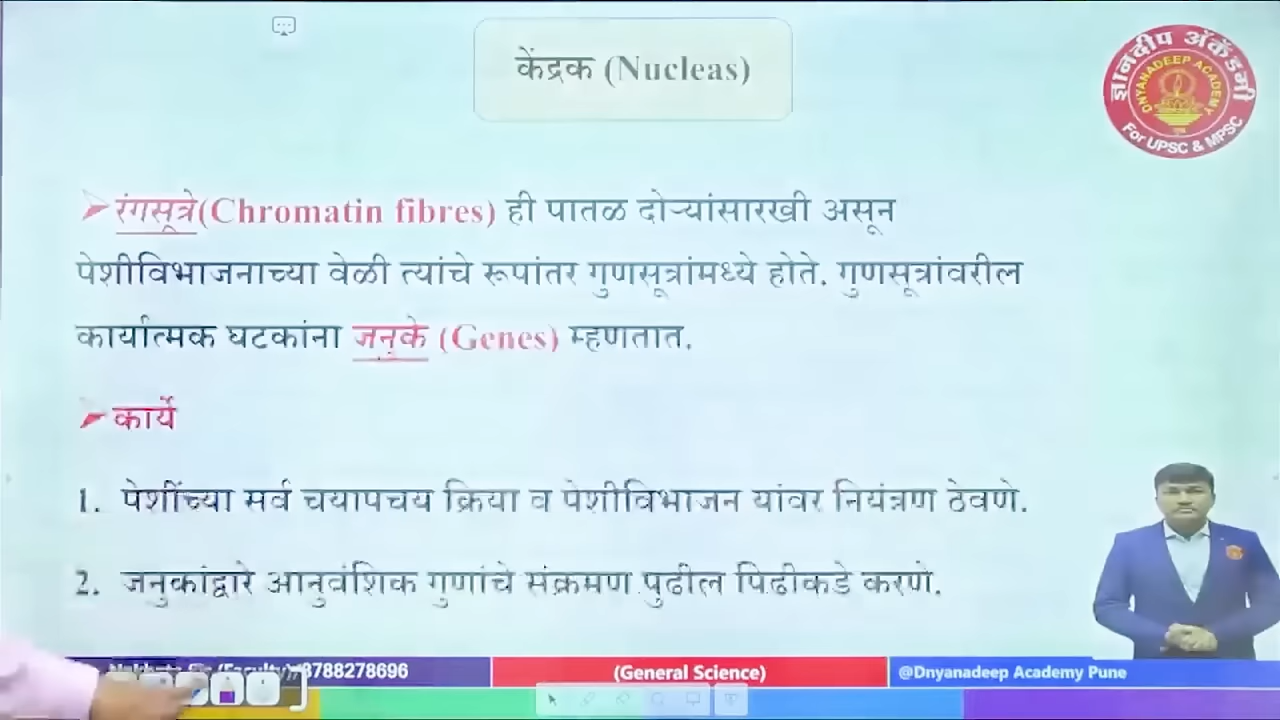 केंद्रक (Nucleas)
ज्ञानदीप अ‍ॅकॅडमी
DNYANADEEP ACADEMY
पुणे
For UPSC & MPSC
➤रंगसूत्रे(Chromatin fibres) ही पातळ दोऱ्यांसारखी असून
पेशीविभाजनाच्या वेळी त्यांचे रूपांतर गुणसूत्रांमध्ये होते. गुणसूत्रांवरील
कार्यात्मक घटकांना जनुके (Genes) म्हणतात.
➤कार्ये
1. पेशींच्या सर्व चयापचय क्रिया व पेशीविभाजन यांवर नियंत्रण ठेवणे.
2. जनुकांद्वारे आनुवंशिक गुणांचे संक्रमण पुढील पिढीकडे करणे.
(Faculty) 8788278696
(General Science)
@Dnyanadeep Academy Pune